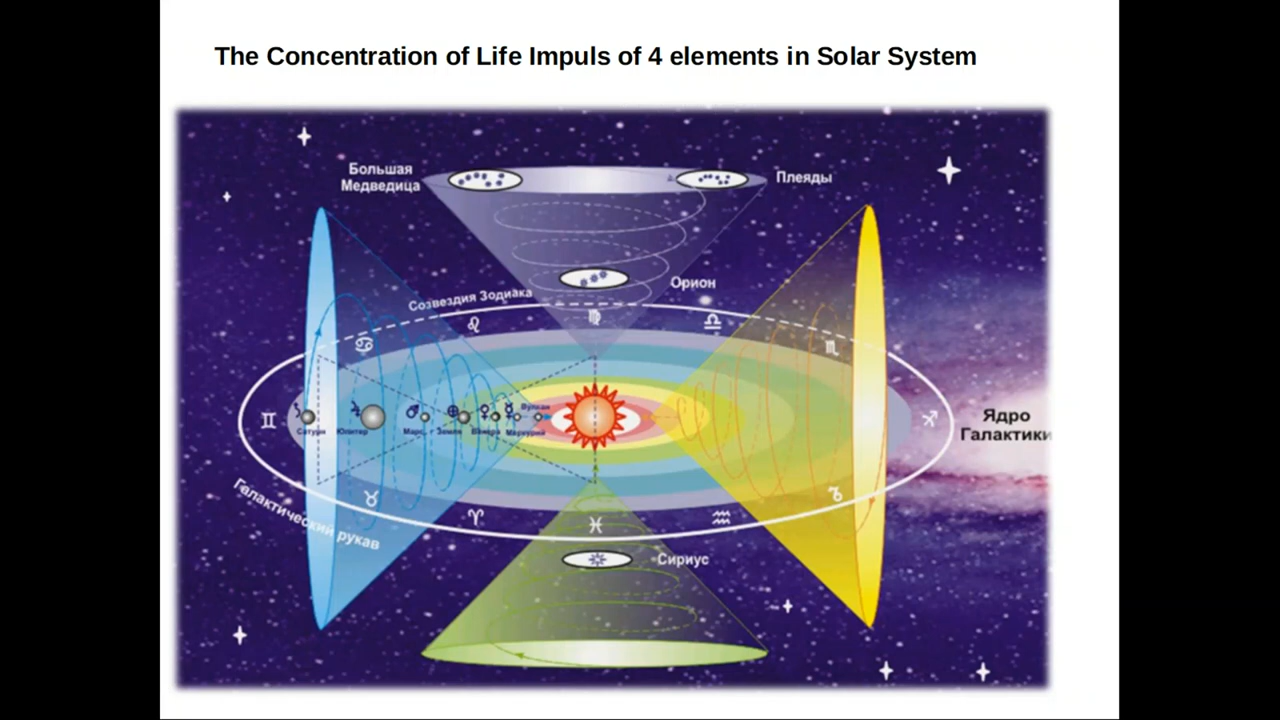 The Concentration of Life Impuls of 4 elements in Solar System
Большая
Медведица
Плеяды
Орион
Созвездия Зодиака
Ядро
Галактики
Сатурн
Юпитер
Марс
Земля
Венера
Меркурий
Вулкан
Галактический рукав
Сириус